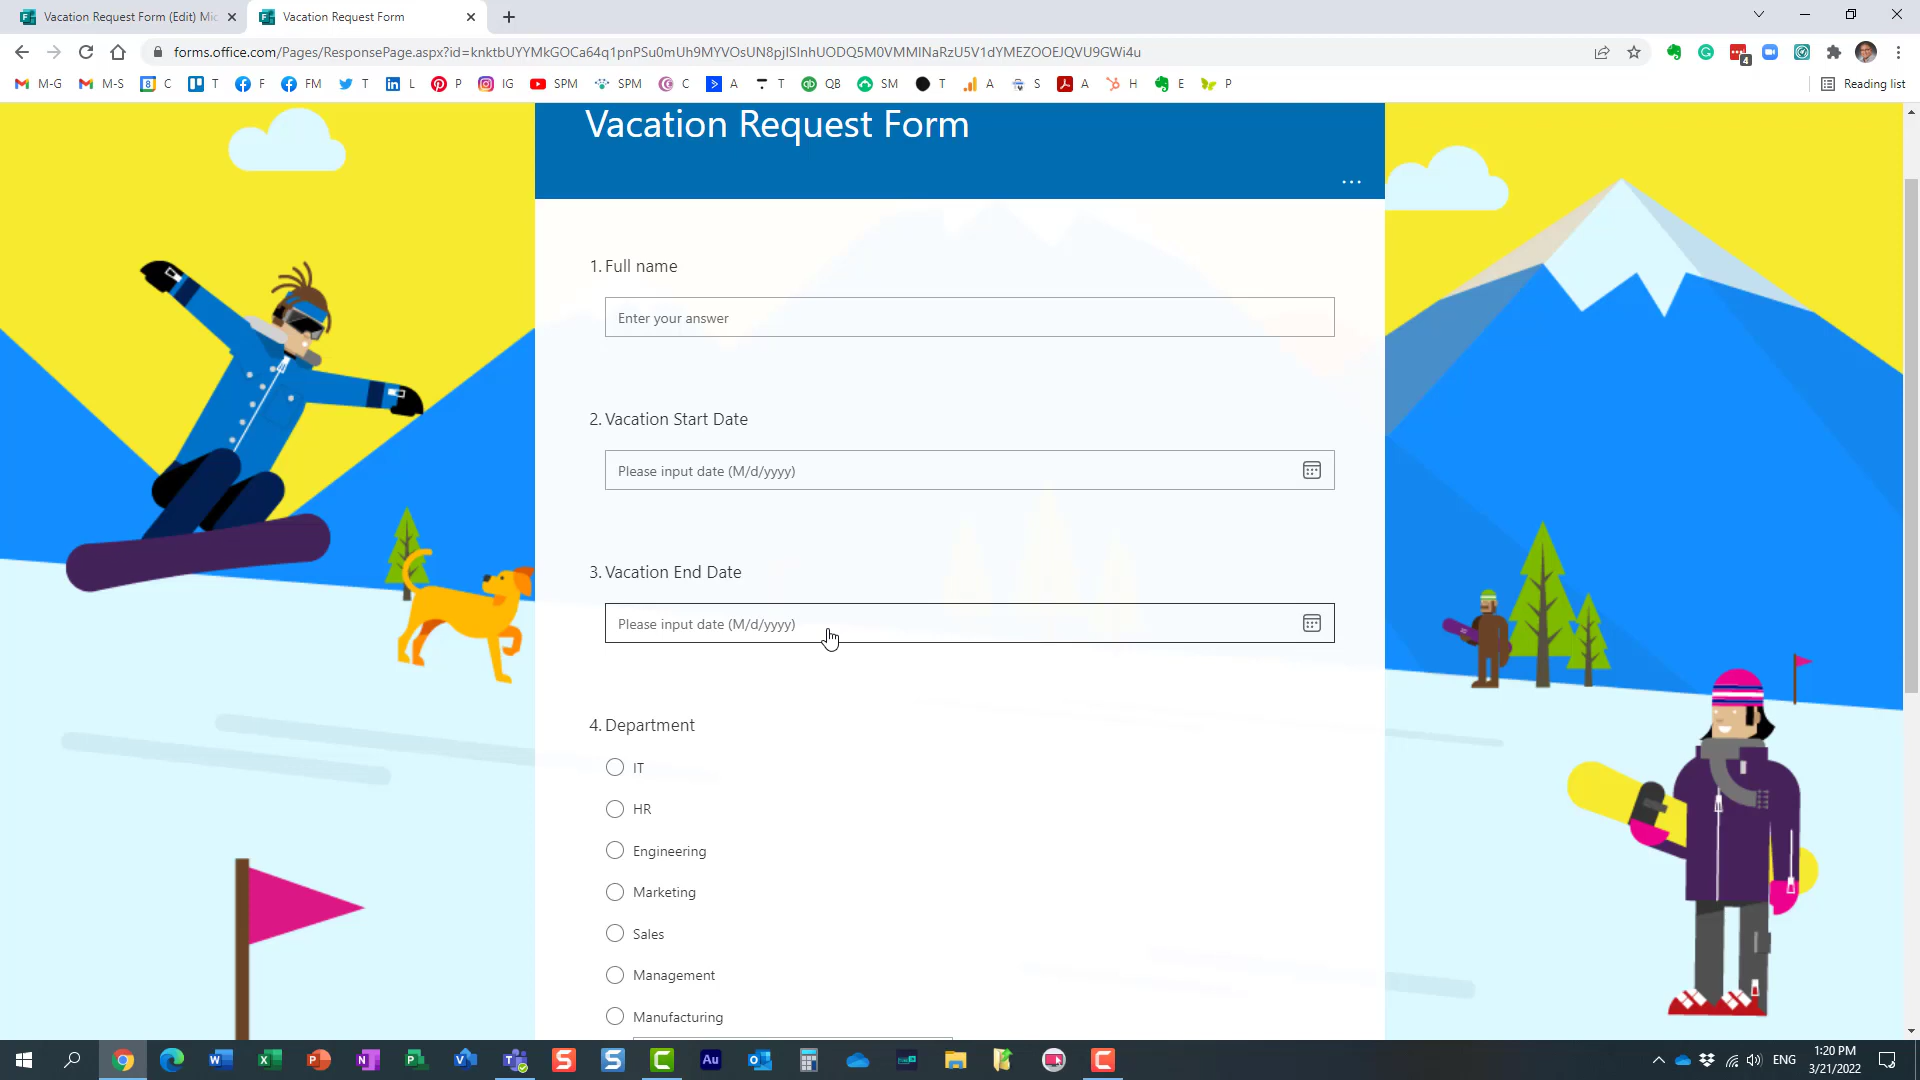 Vacation Request Form (Edit) Mic
Vacation Request Form
forms.office.com/Pages/ResponsePage.aspx?id=knktbUYYMkGOCa64q1pnPSu0mUh9MYVOsUN8pjlSInhUODQ5M0VMMlNaRzU5V1dYMEZOOEJQVU9GWi4u
4
M-G
M-S
8 C
T
F
FM
T
L
P
IG
SPM
SPM
C
A
T
QB
SM
T
A
S
A
H
E
P
Reading list
Vacation Request Form
...
1. Full name
Enter your answer
2. Vacation Start Date
Please input date (M/d/yyyy)
3. Vacation End Date
Please input date (M/d/yyyy)
4. Department
IT
HR
Engineering
Marketing
Sales
Management
Manufacturing
ENG
1:20 PM
3/21/2022